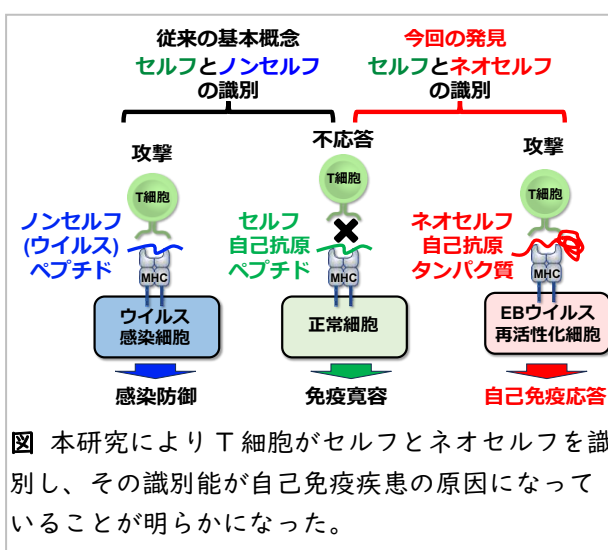 従来の基本概念
セルフとノンセルフ
の識別
今回の発見
セルフとネオセルフ
の識別
攻撃
T細胞
ノンセルフ
(ウイルス)
ペプチド
MHC
ウイルス
感染細胞
感染防御
不応答
T細胞
セルフ
自己抗原
ペプチド
MHC
正常細胞
免疫寛容
攻撃
T細胞
ネオセルフ
自己抗原
タンパク質
MHC
EBウイルス
再活性化細胞
自己免疫応答
図 本研究によりT細胞がセルフとネオセルフを識
別し、その識別能が自己免疫疾患の原因になって
いることが明らかになった。